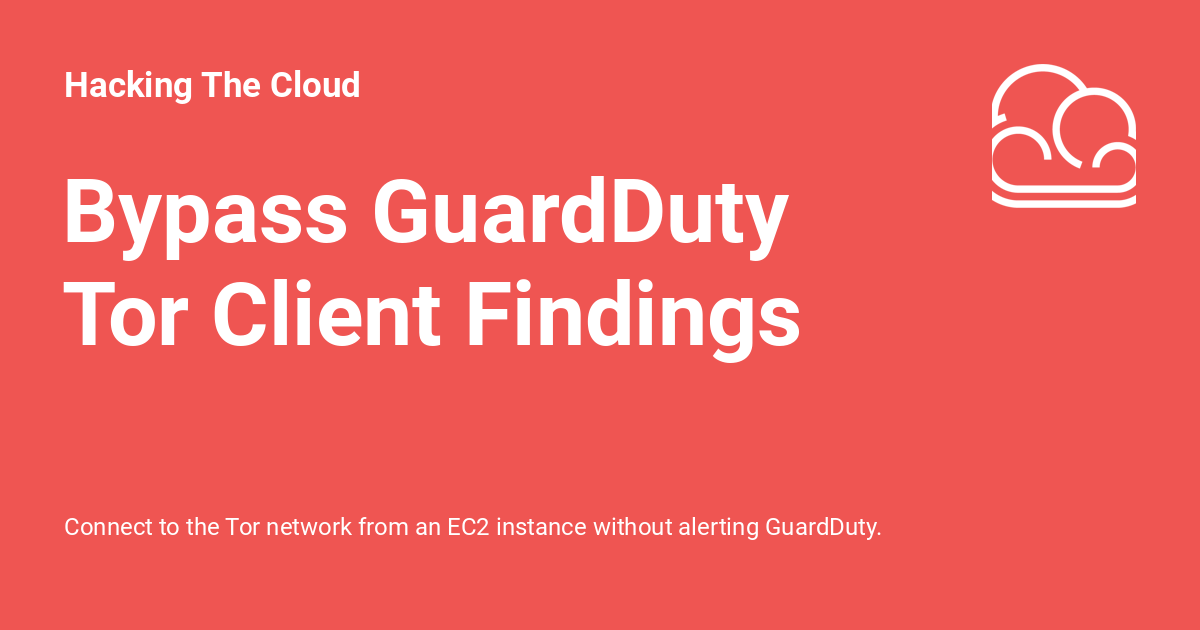 Hacking The Cloud
Bypass GuardDuty
Tor Client Findings
Connect to the Tor network from an EC2 instance without alerting GuardDuty.